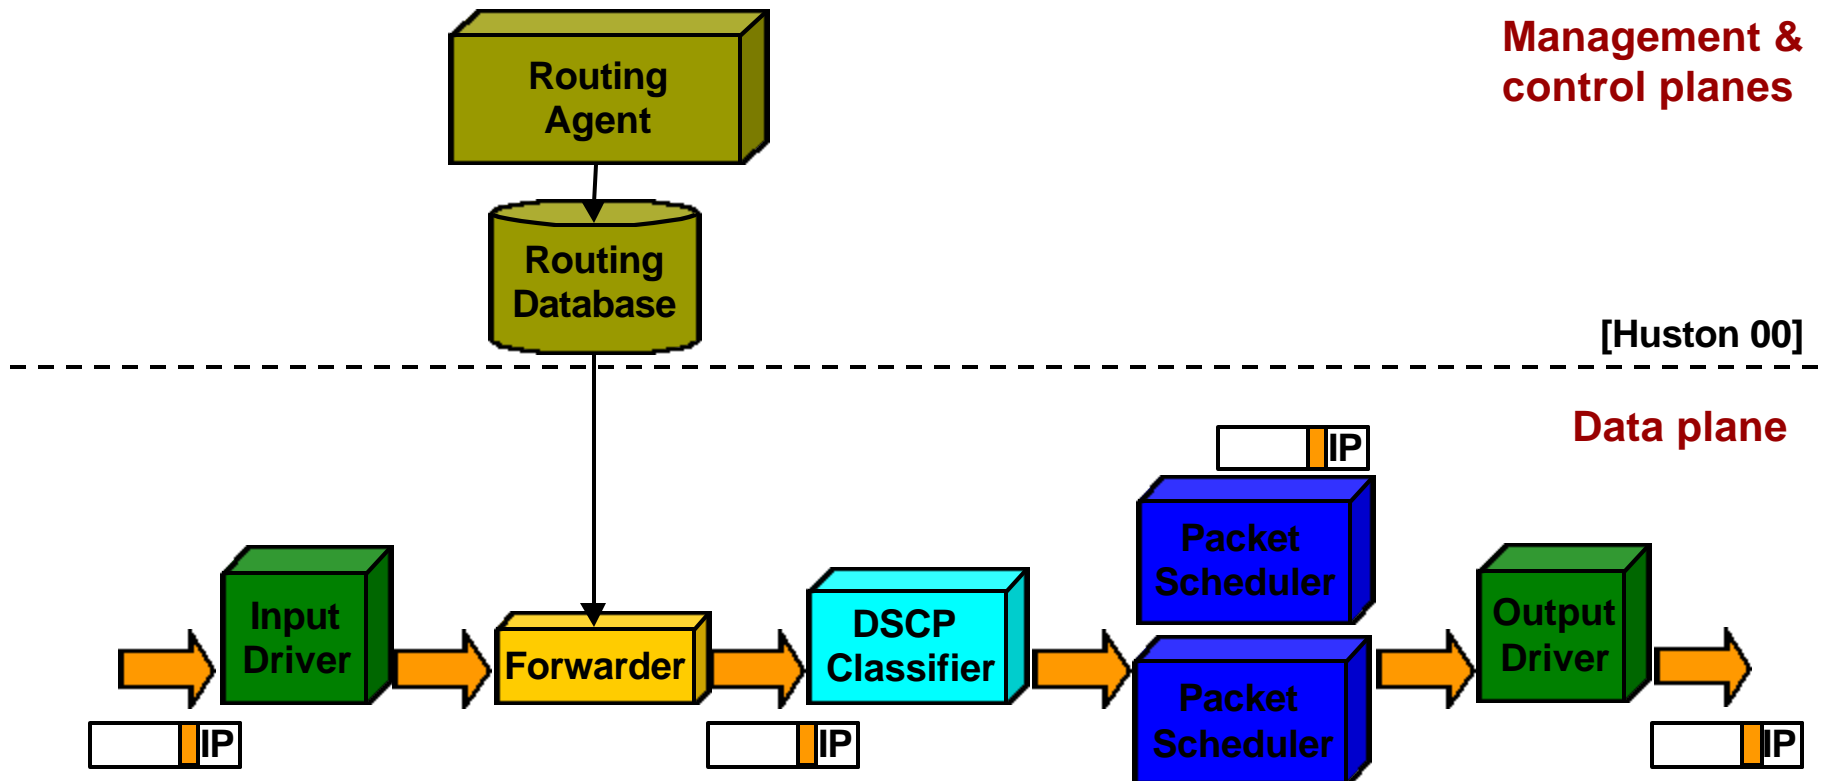 Management &
control planes
Routing
Agent
Routing
Database
[Huston 00]
Data plane
IP
Packet
Scheduler
Input
Driver
Forwarder
DSCP
Classifier
Output
Driver
Packet
Scheduler
IP
IP
IP